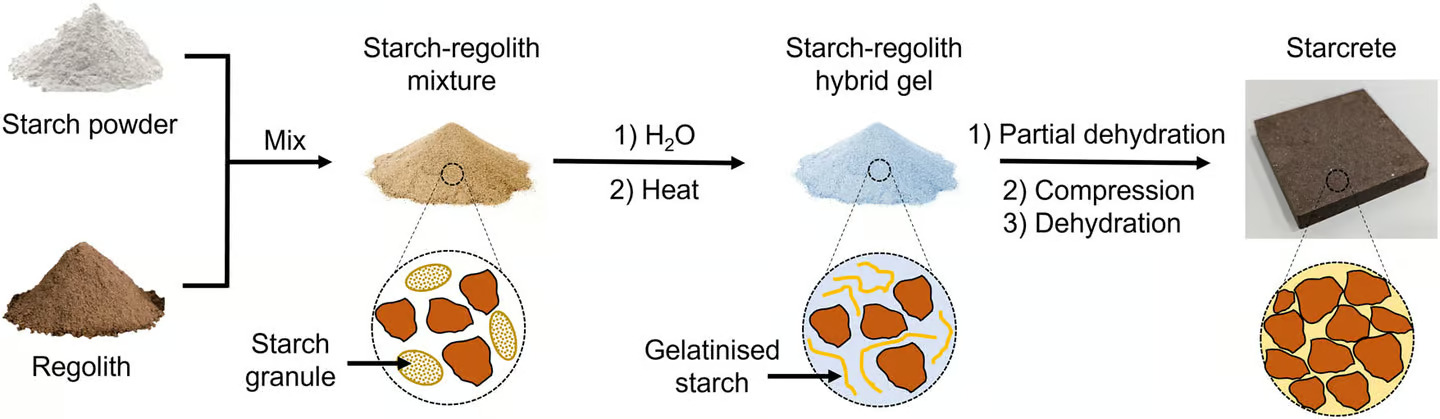 Starch powder
Regolith
Mix
Starch-regolith
mixture
Starch
granule
1) H₂O
2) Heat
Starch-regolith
hybrid gel
Gelatinised
starch
1) Partial dehydration
2) Compression
3) Dehydration
Starcrete